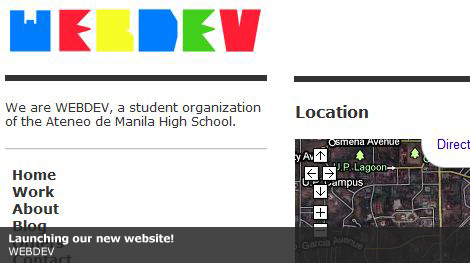 WEBDEV
We are WEBDEV, a student organization
of the Ateneo de Manila High School.
Home
Work
About
Blog
Contact
Location
Osmena Avenue
Direct
U.P. Lagoon
U.P. Campus
Garcia Avenue
Launching our new website!
WEBDEV